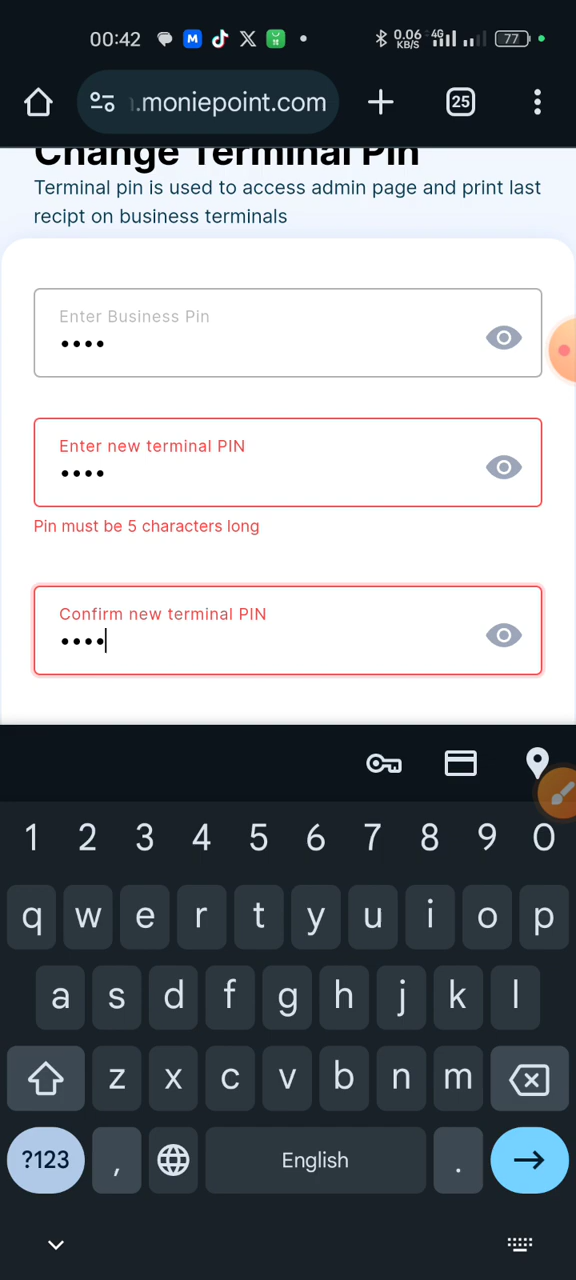 00:42
0.06 KB/S
4G
77
.moniepoint.com
25
Change Terminal Pin
Terminal pin is used to access admin page and print last
recipt on business terminals
Enter Business Pin
••••
Enter new terminal PIN
••••
Pin must be 5 characters long
Confirm new terminal PIN
••••
1 2 3 4 5 6 7 8 9 0
q w e r t y u i o p
a s d f g h j k l
z x c v b n m
?123 , English .